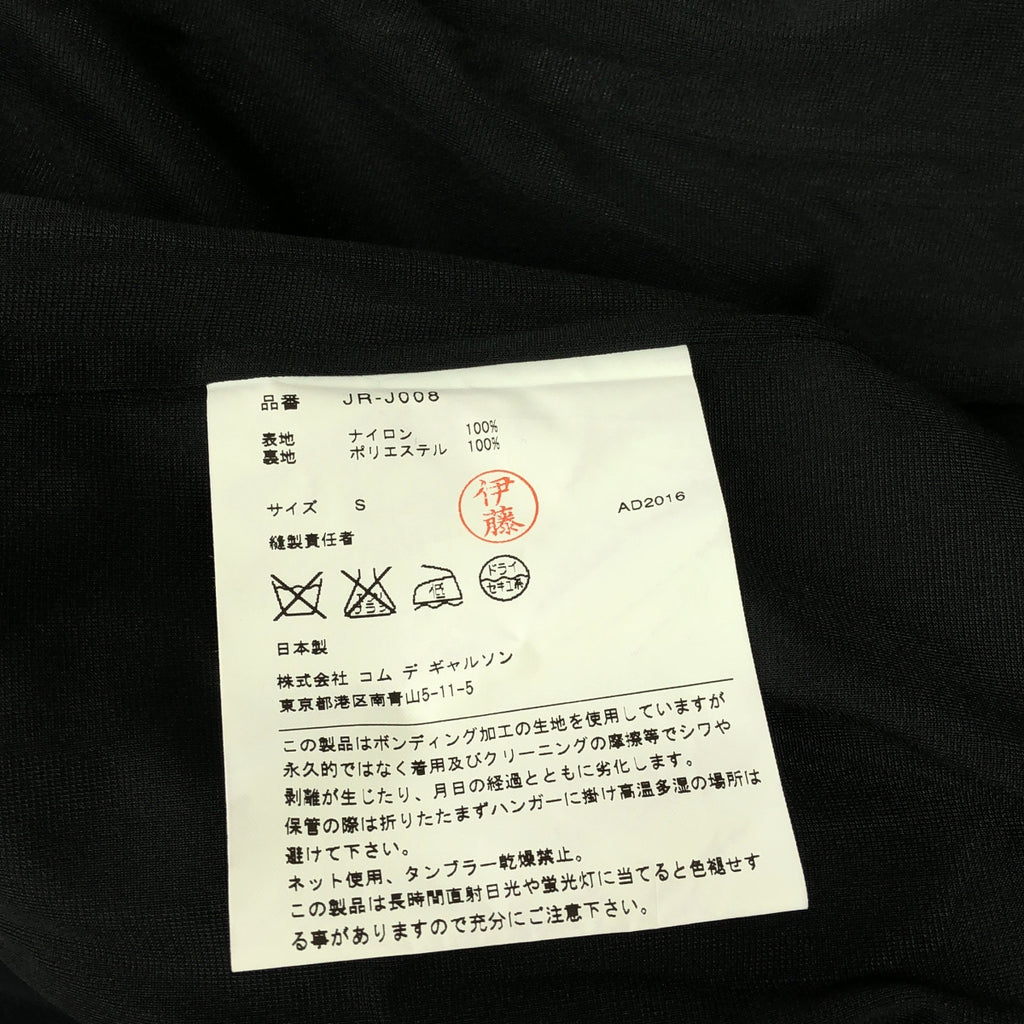 品番 JR-J008
表地 ナイロン 100%
裏地 ポリエステル 100%
サイズ S 伊藤 AD2016
縫製責任者
低 ドライ セキユ系
日本製
株式会社 コム デ ギャルソン
東京都港区南青山5-11-5
この製品はボンディング加工の生地を使用していますが
永久的ではなく着用及びクリーニングの摩擦等でシワや
剥離が生じたり、月日の経過とともに劣化します。
保管の際は折りたたまずハンガーに掛け高温多湿の場所は
避けて下さい。
ネット使用、タンブラー乾燥禁止。
この製品は長時間直射日光や蛍光灯に当てると色褪せす
る事がありますので充分にご注意下さい。